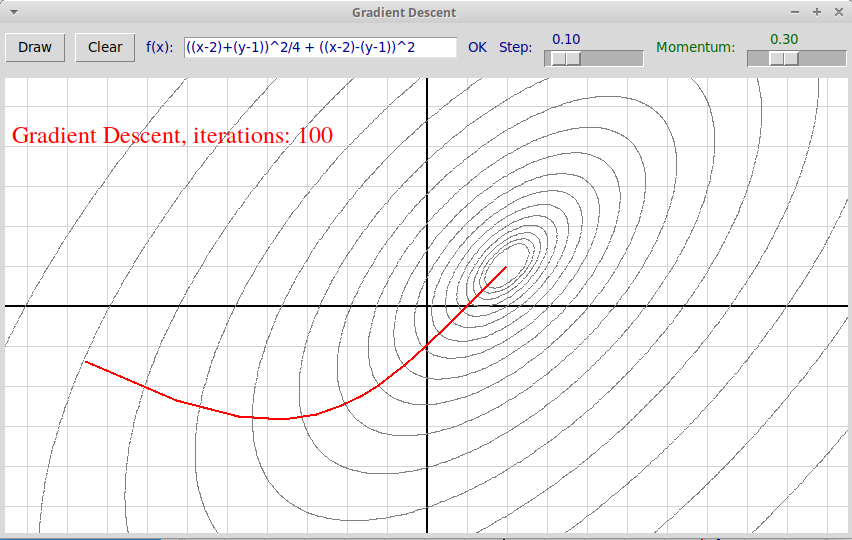 Gradient Descent
Draw Clear f(x): ((x-2)+(y-1))^2/4 + ((x-2)-(y-1))^2 OK Step: 0.10 Momentum: 0.30
Gradient Descent, iterations: 100